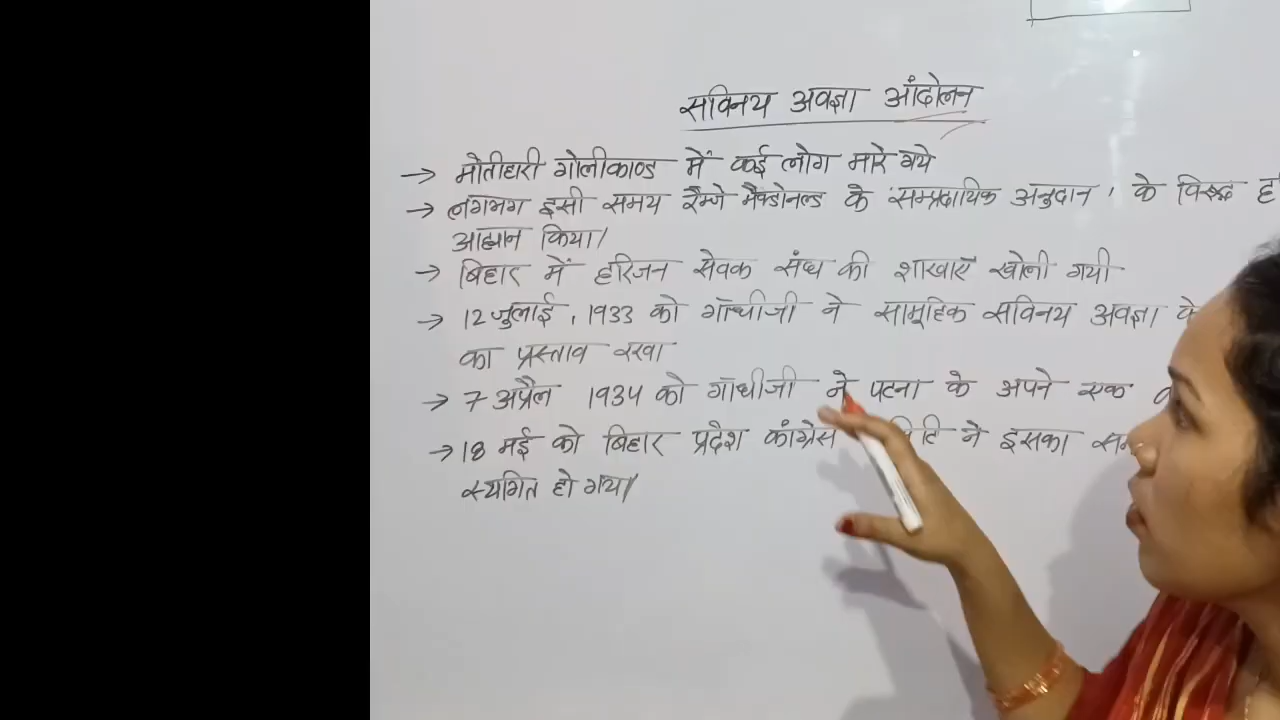 सविनय अवज्ञा आंदोलन
→ मोतीहारी गोलीकाण्ड में कई लोग मारे गये
→ लगभग इसी समय रैम्जे मैक्डोनल्ड के 'सम्प्रदायिक अनुदान' के विरुद्ध
आह्वान किया।
→ बिहार में हरिजन सेवक संघ की शाखाएँ खोली गयी
→ 12 जुलाई, 1933 को गाँधीजी ने सामूहिक सविनय अवज्ञा
का प्रस्ताव रखा
→ 7 अप्रैल 1934 को गाँधीजी ने पटना के अपने एक
→ 18 मई को बिहार प्रदेश कांग्रेस ने इसका
स्थगित हो गया।